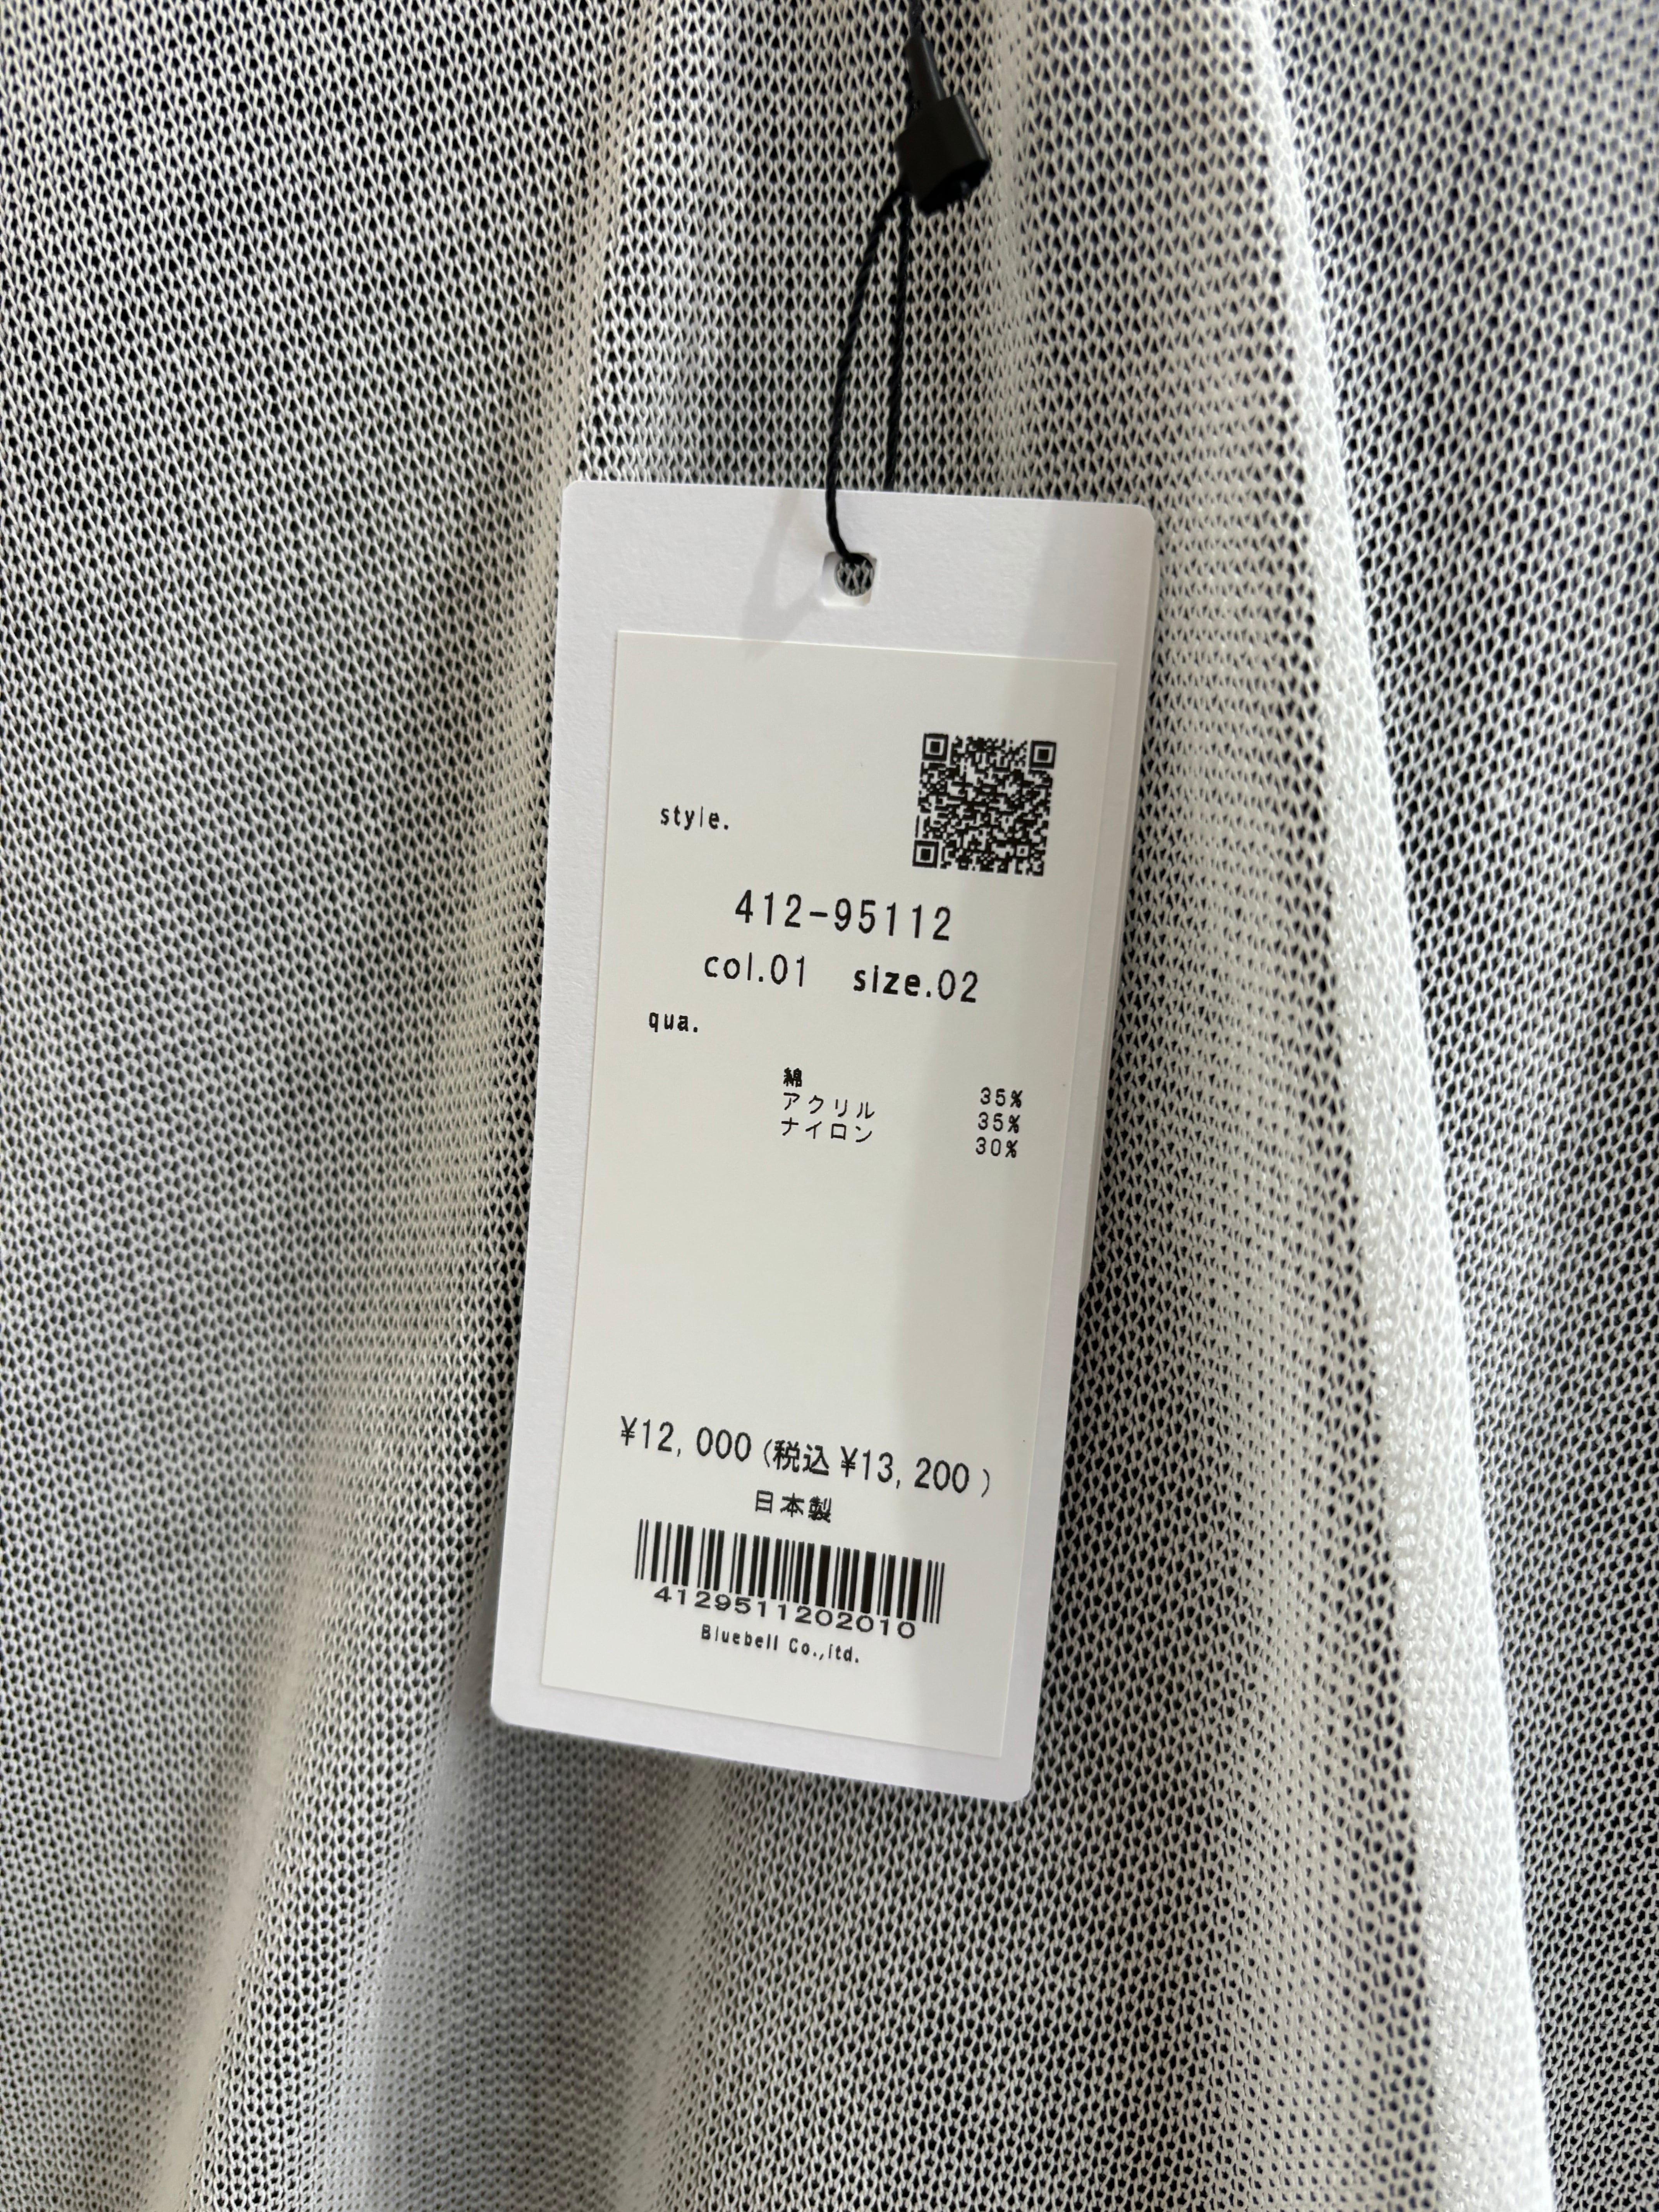 style.
412-95112
col.01 size.02
qua.
綿 35%
アクリル 35%
ナイロン 30%
¥12,000(税込¥13,200)
日本製
4129511202010
Bluebell Co.,ltd.